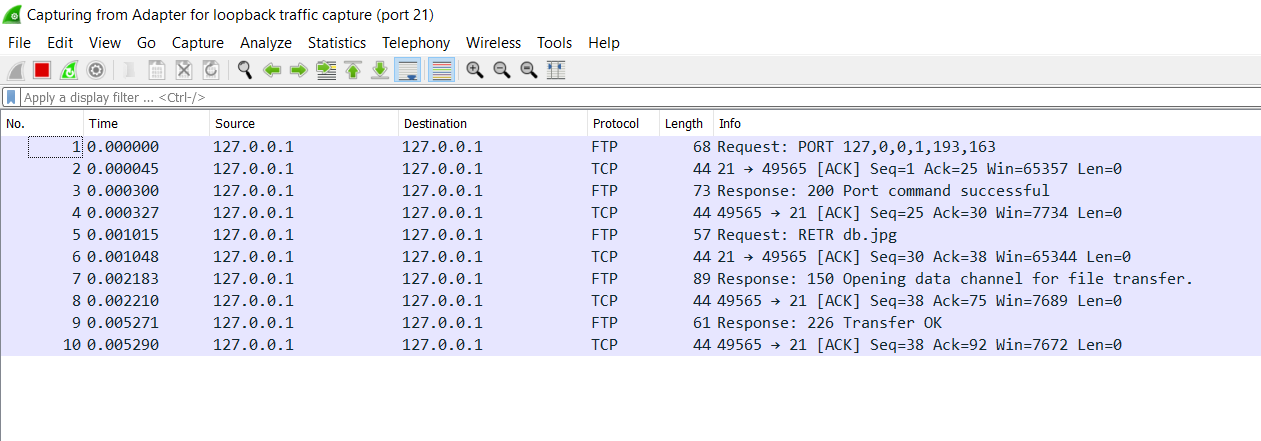 Capturing from Adapter for loopback traffic capture (port 21)
File Edit View Go Capture Analyze Statistics Telephony Wireless Tools Help
Apply a display filter ... <Ctrl-/>
No. Time Source Destination Protocol Length Info
1 0.000000 127.0.0.1 127.0.0.1 FTP 68 Request: PORT 127,0,0,1,193,163
2 0.000045 127.0.0.1 127.0.0.1 TCP 44 21 → 49565 [ACK] Seq=1 Ack=25 Win=65357 Len=0
3 0.000300 127.0.0.1 127.0.0.1 FTP 73 Response: 200 Port command successful
4 0.000327 127.0.0.1 127.0.0.1 TCP 44 49565 → 21 [ACK] Seq=25 Ack=30 Win=7734 Len=0
5 0.001015 127.0.0.1 127.0.0.1 FTP 57 Request: RETR db.jpg
6 0.001048 127.0.0.1 127.0.0.1 TCP 44 21 → 49565 [ACK] Seq=30 Ack=38 Win=65344 Len=0
7 0.002183 127.0.0.1 127.0.0.1 FTP 89 Response: 150 Opening data channel for file transfer.
8 0.002210 127.0.0.1 127.0.0.1 TCP 44 49565 → 21 [ACK] Seq=38 Ack=75 Win=7689 Len=0
9 0.005271 127.0.0.1 127.0.0.1 FTP 61 Response: 226 Transfer OK
10 0.005290 127.0.0.1 127.0.0.1 TCP 44 49565 → 21 [ACK] Seq=38 Ack=92 Win=7672 Len=0